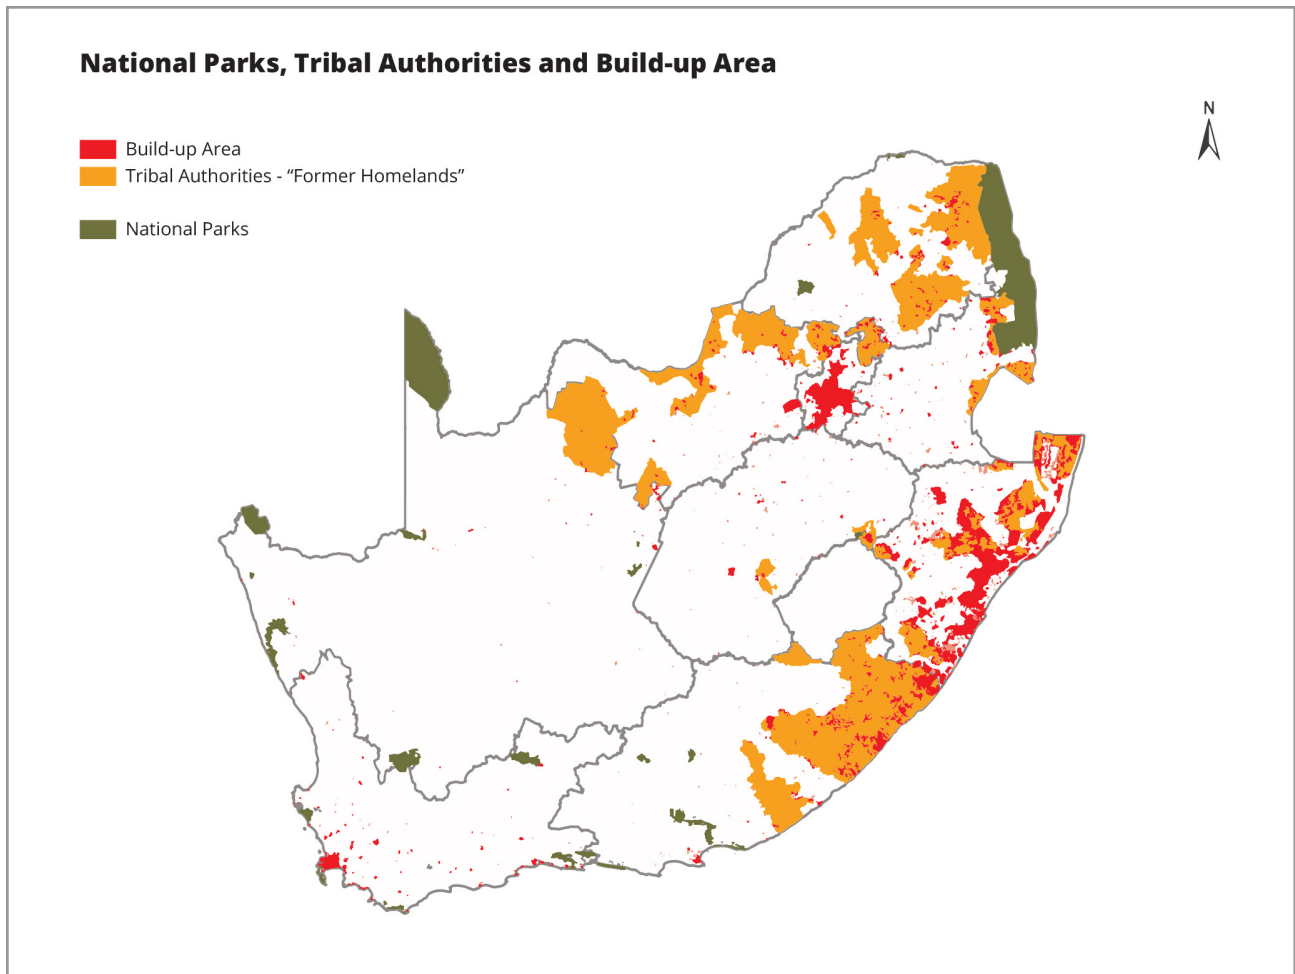 National Parks, Tribal Authorities and Build-up Area
N
Build-up Area
Tribal Authorities - “Former Homelands”
National Parks